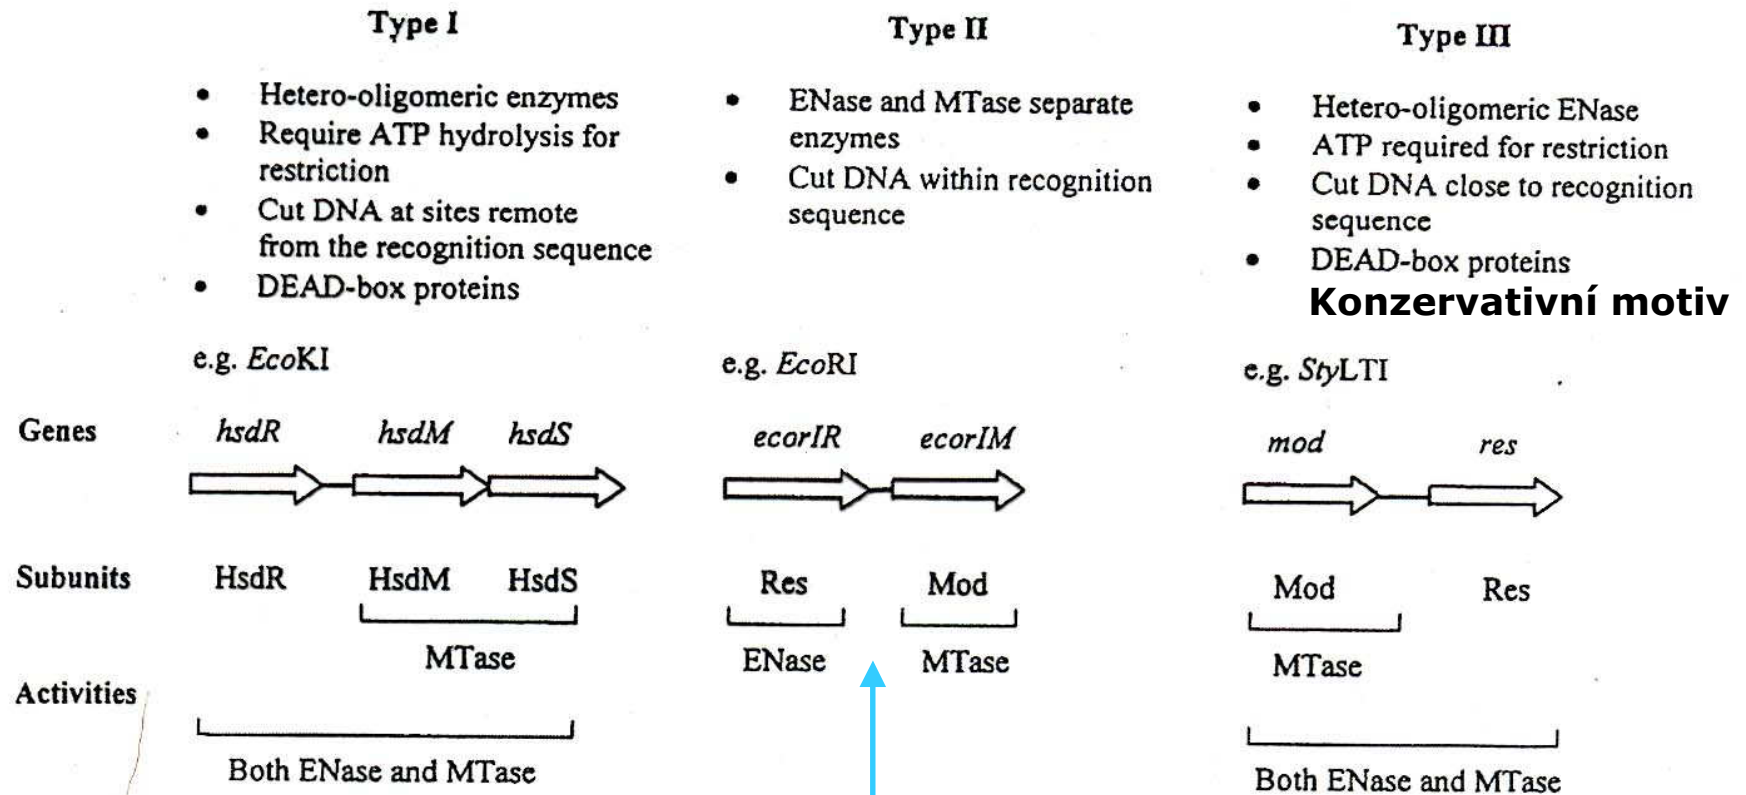 Type I
• Hetero-oligomeric enzymes
• Require ATP hydrolysis for
restriction
• Cut DNA at sites remote
from the recognition sequence
• DEAD-box proteins
e.g. EcoKI
Type II
• ENase and MTase separate
enzymes
• Cut DNA within recognition
sequence
e.g. EcoRI
Type III
• Hetero-oligomeric ENase
• ATP required for restriction
• Cut DNA close to recognition
sequence
• DEAD-box proteins
Konzervativní motiv
e.g. StyLTI
Genes hsdR hsdM hsdS ecorIR ecorIM mod res
Subunits HsdR HsdM HsdS Res Mod Mod Res
MTase ENase MTase MTase
Activities
Both ENase and MTase Both ENase and MTase